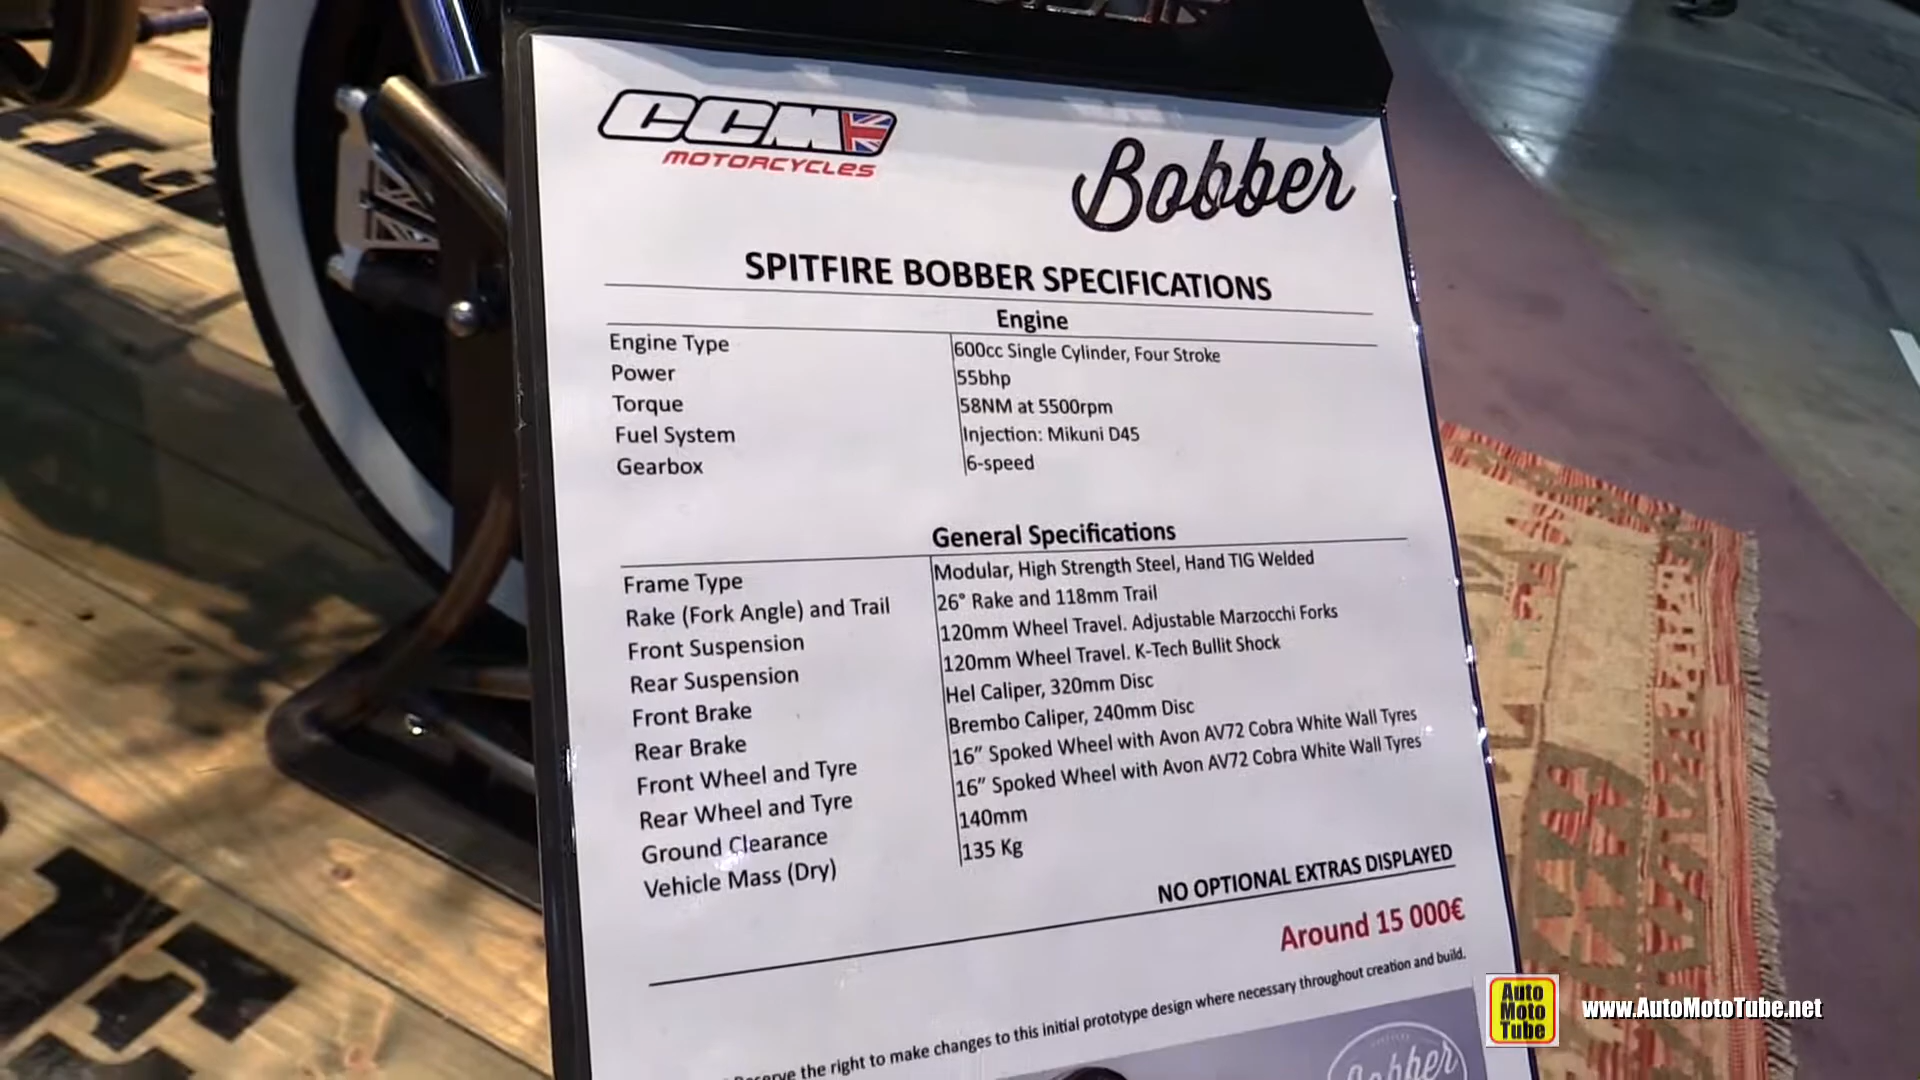 CCM
MOTORCYCLES
Bobber
SPITFIRE BOBBER SPECIFICATIONS
Engine
Engine Type 600cc Single Cylinder, Four Stroke
Power 55bhp
Torque 58NM at 5500rpm
Fuel System Injection: Mikuni D45
Gearbox 6-speed
General Specifications
Frame Type Modular, High Strength Steel, Hand TIG Welded
Rake (Fork Angle) and Trail 26° Rake and 118mm Trail
Front Suspension 120mm Wheel Travel. Adjustable Marzocchi Forks
Rear Suspension 120mm Wheel Travel. K-Tech Bullit Shock
Front Brake Hel Caliper, 320mm Disc
Rear Brake Brembo Caliper, 240mm Disc
Front Wheel and Tyre 16” Spoked Wheel with Avon AV72 Cobra White Wall Tyres
Rear Wheel and Tyre 16” Spoked Wheel with Avon AV72 Cobra White Wall Tyres
Ground Clearance 140mm
Vehicle Mass (Dry) 135 Kg
NO OPTIONAL EXTRAS DISPLAYED
Around 15 000€
the right to make changes to this initial prototype design where necessary throughout creation and build.
Bobber
Auto
Moto
Tube
www.AutoMotoTube.net